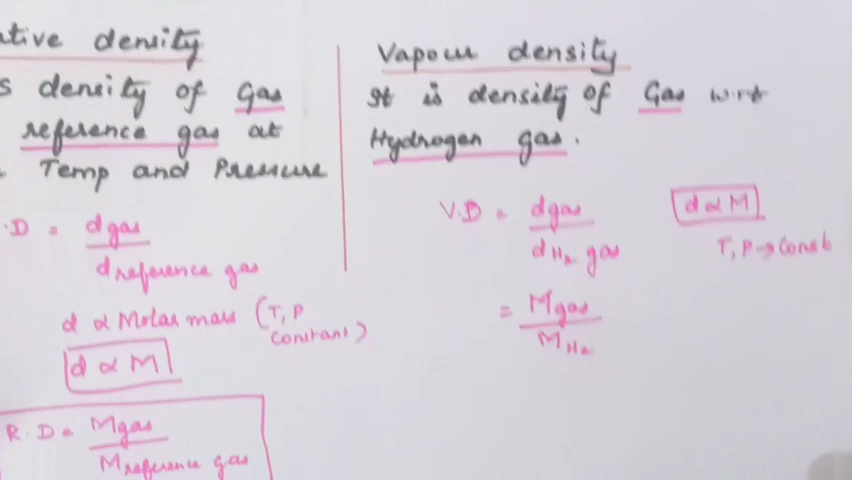 ative density
s density of Gas
reference gas at
Temp and Pressure
.D = dgas / dreference gas
d ∝ Molar mass (T, P constant)
d ∝ M
R.D = Mgas / Mreference gas
Vapour density
It is density of Gas wrt
Hydrogen gas.
V.D = dgas / dH₂ gas
d ∝ M
T, P → Const
= Mgas / MH₂